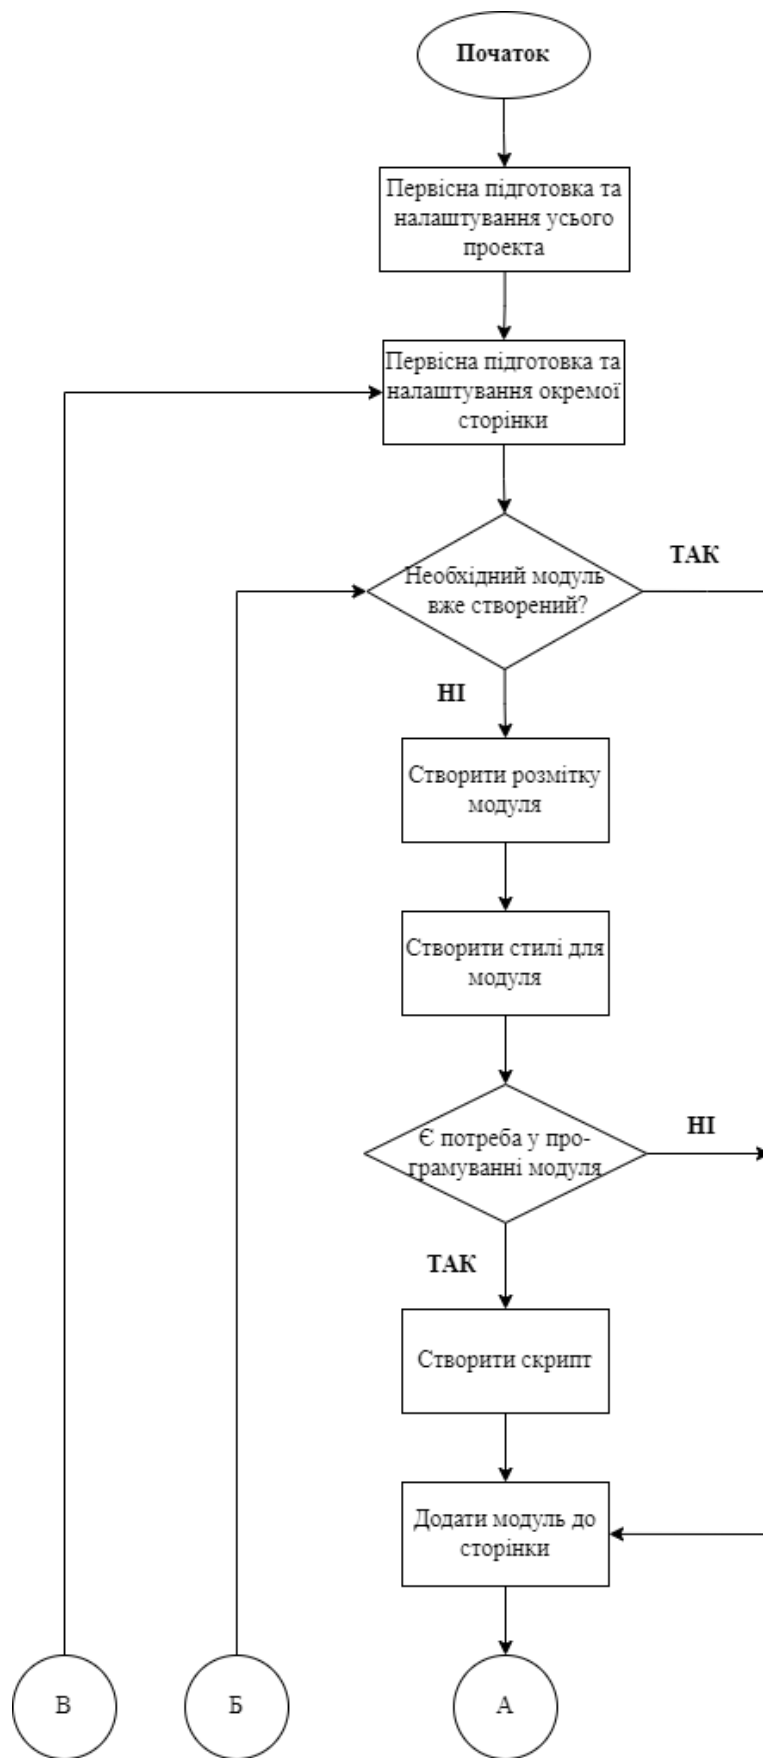 Початок
Первісна підготовка та
налаштування усього
проекта
Первісна підготовка та
налаштування окремої
сторінки
Необхідний модуль
вже створений?
ТАК
НІ
Створити розмітку
модуля
Створити стилі для
модуля
Є потреба у про-
грамуванні модуля
НІ
ТАК
Створити скрипт
Додати модуль до
сторінки
В
Б
А